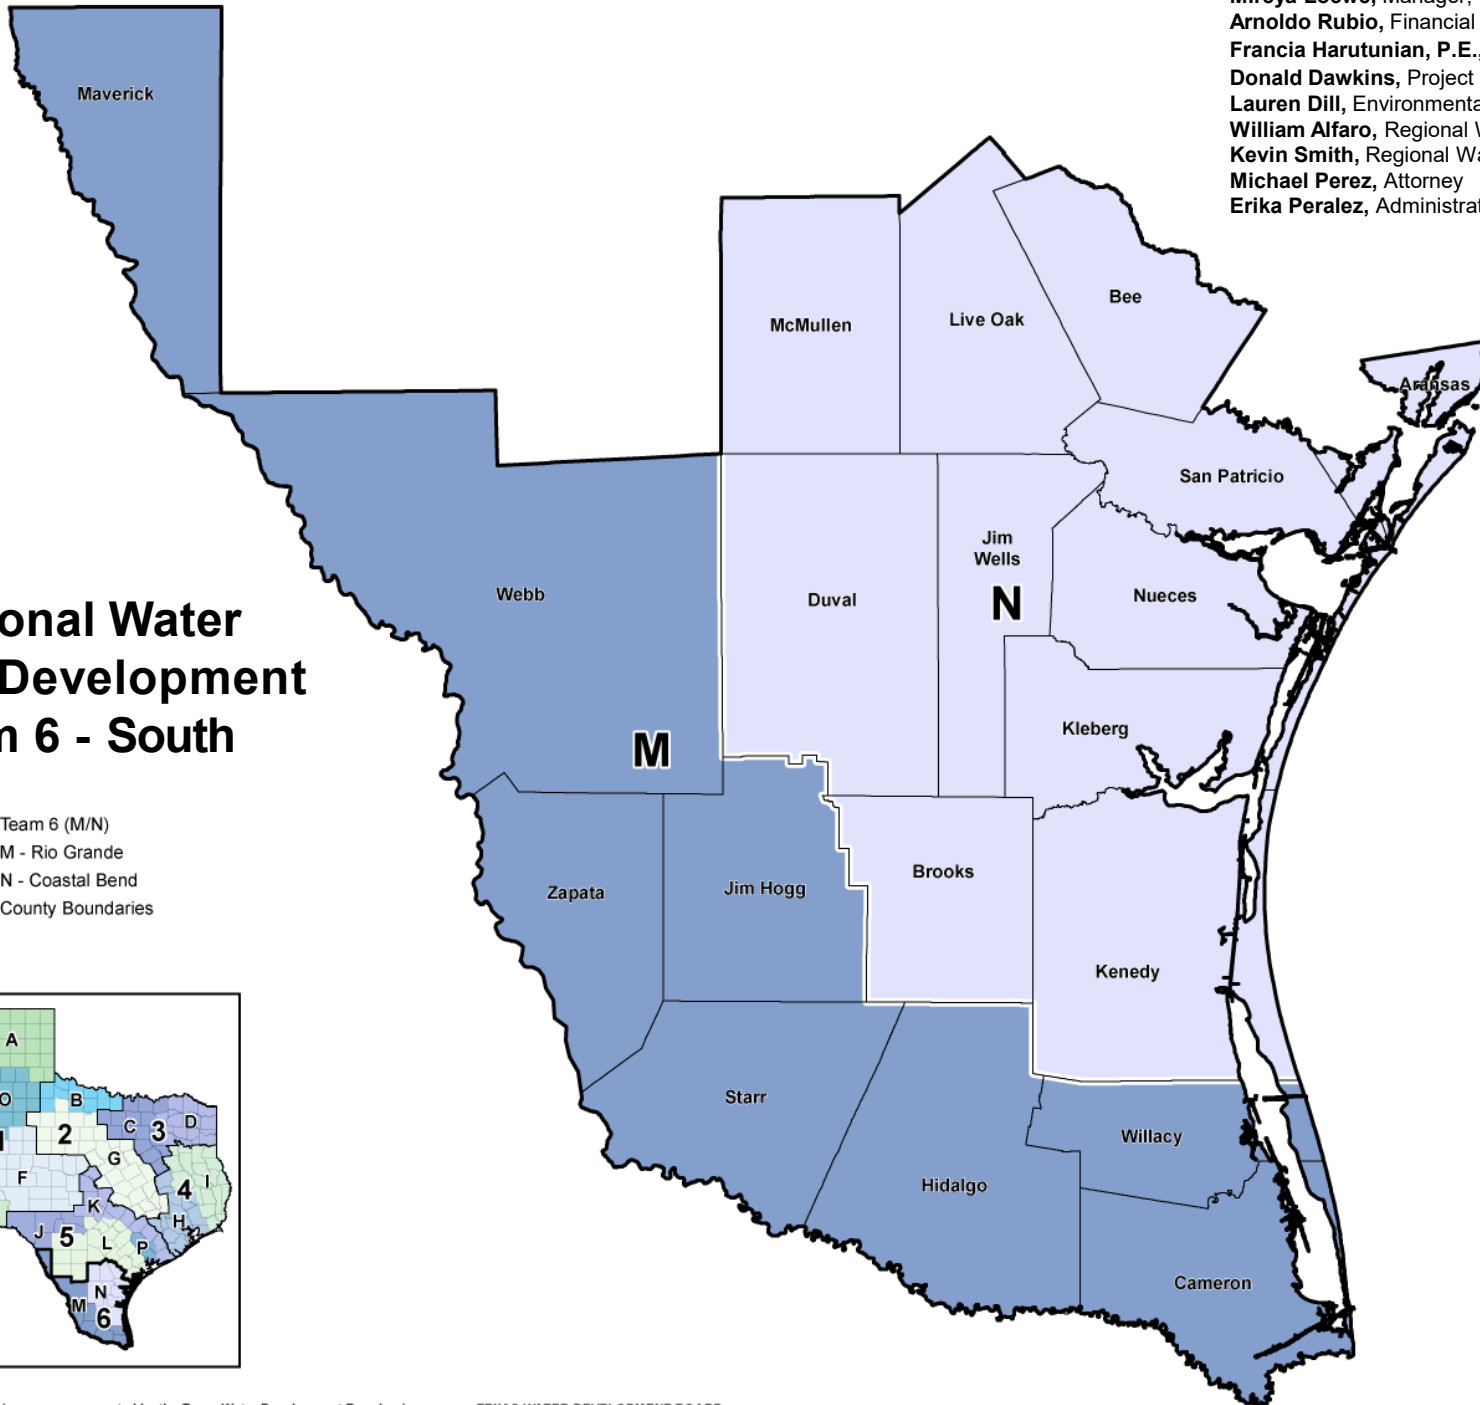 Arnoldo Rubio, Financial
Francia Harutunian, P.E.,
Donald Dawkins, Project
Lauren Dill, Environmenta
William Alfaro, Regional W
Kevin Smith, Regional Wa
Michael Perez, Attorney
Erika Peralez, Administrat
Maverick
McMullen
Live Oak
Bee
Aransas
San Patricio
Jim
Wells
Webb
Duval
N
Nueces
onal Water
Development
m 6 - South
M
Kleberg
Team 6 (M/N)
M - Rio Grande
N - Coastal Bend
County Boundaries
Zapata
Jim Hogg
Brooks
Kenedy
Starr
Willacy
Hidalgo
Cameron
A
O
B
C
3
D
2
G
F
4
I
K
H
J
5
L
P
N
M
6